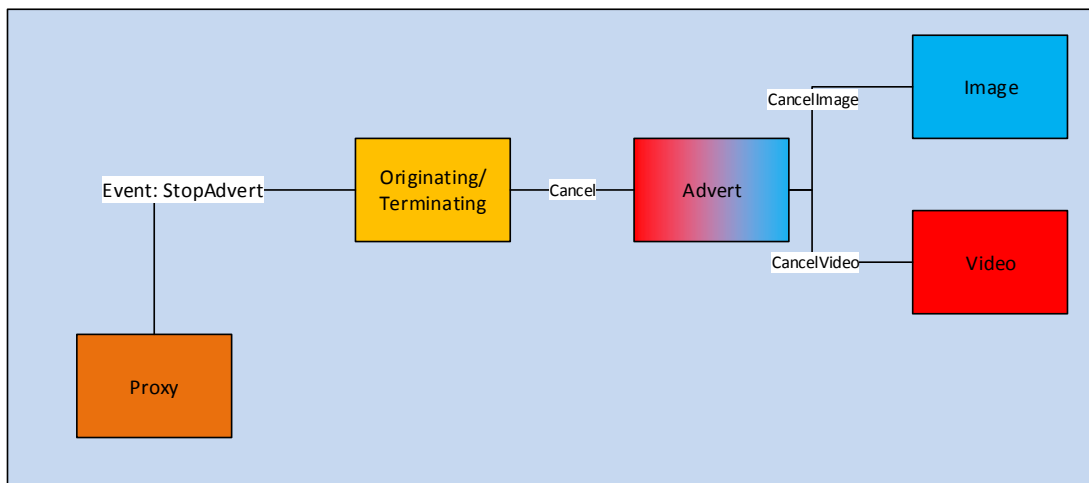 Image
CancelImage
Originating/
Terminating
Event: StopAdvert
Cancel
Advert
CancelVideo
Video
Proxy